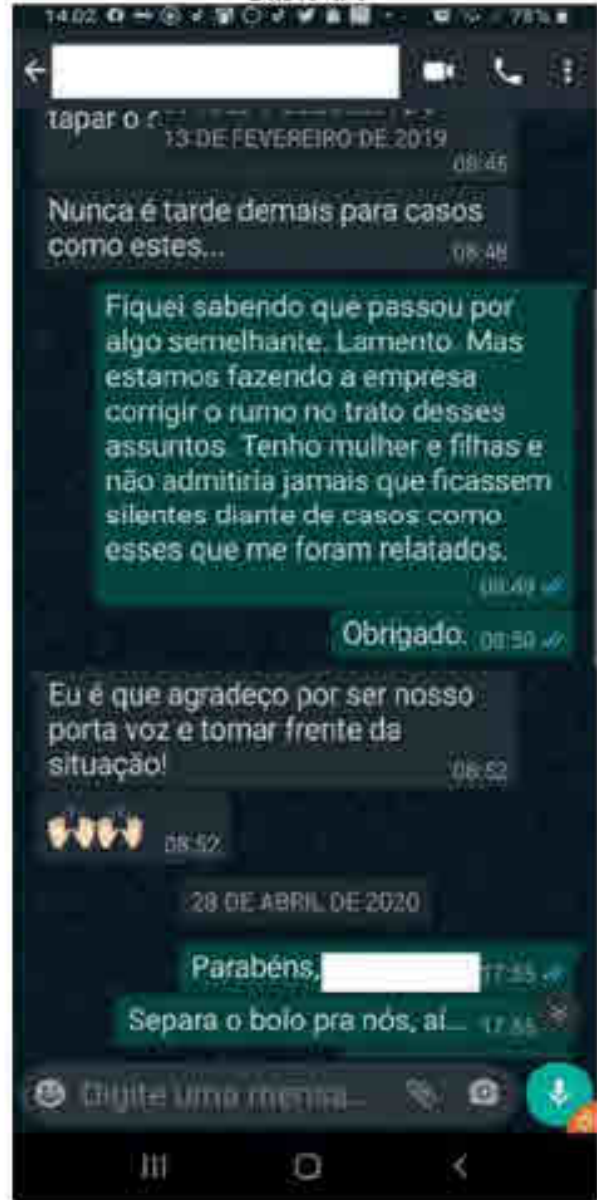 14:02
78%
tapar o
13 DE FEVEREIRO DE 2019
08:45
Nunca é tarde demais para casos
como estes...
08:48
Fiquei sabendo que passou por
algo semelhante. Lamento. Mas
estamos fazendo a empresa
corrigir o rumo no trato desses
assuntos. Tenho mulher e filhas e
não admitiria jamais que ficassem
silentes diante de casos como
esses que me foram relatados.
08:49
Obrigado. 08:50
Eu é que agradeço por ser nosso
porta voz e tomar frente da
situação!
08:52
08:52
28 DE ABRIL DE 2020
Parabéns, 17:55
Separa o bolo pra nós, aí... 17:55
Digite uma mensa...